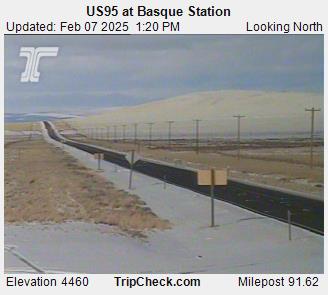 US95 at Basque Station
Updated: Feb 07 2025 1:20 PM Looking North
Elevation 4460 TripCheck.com Milepost 91.62